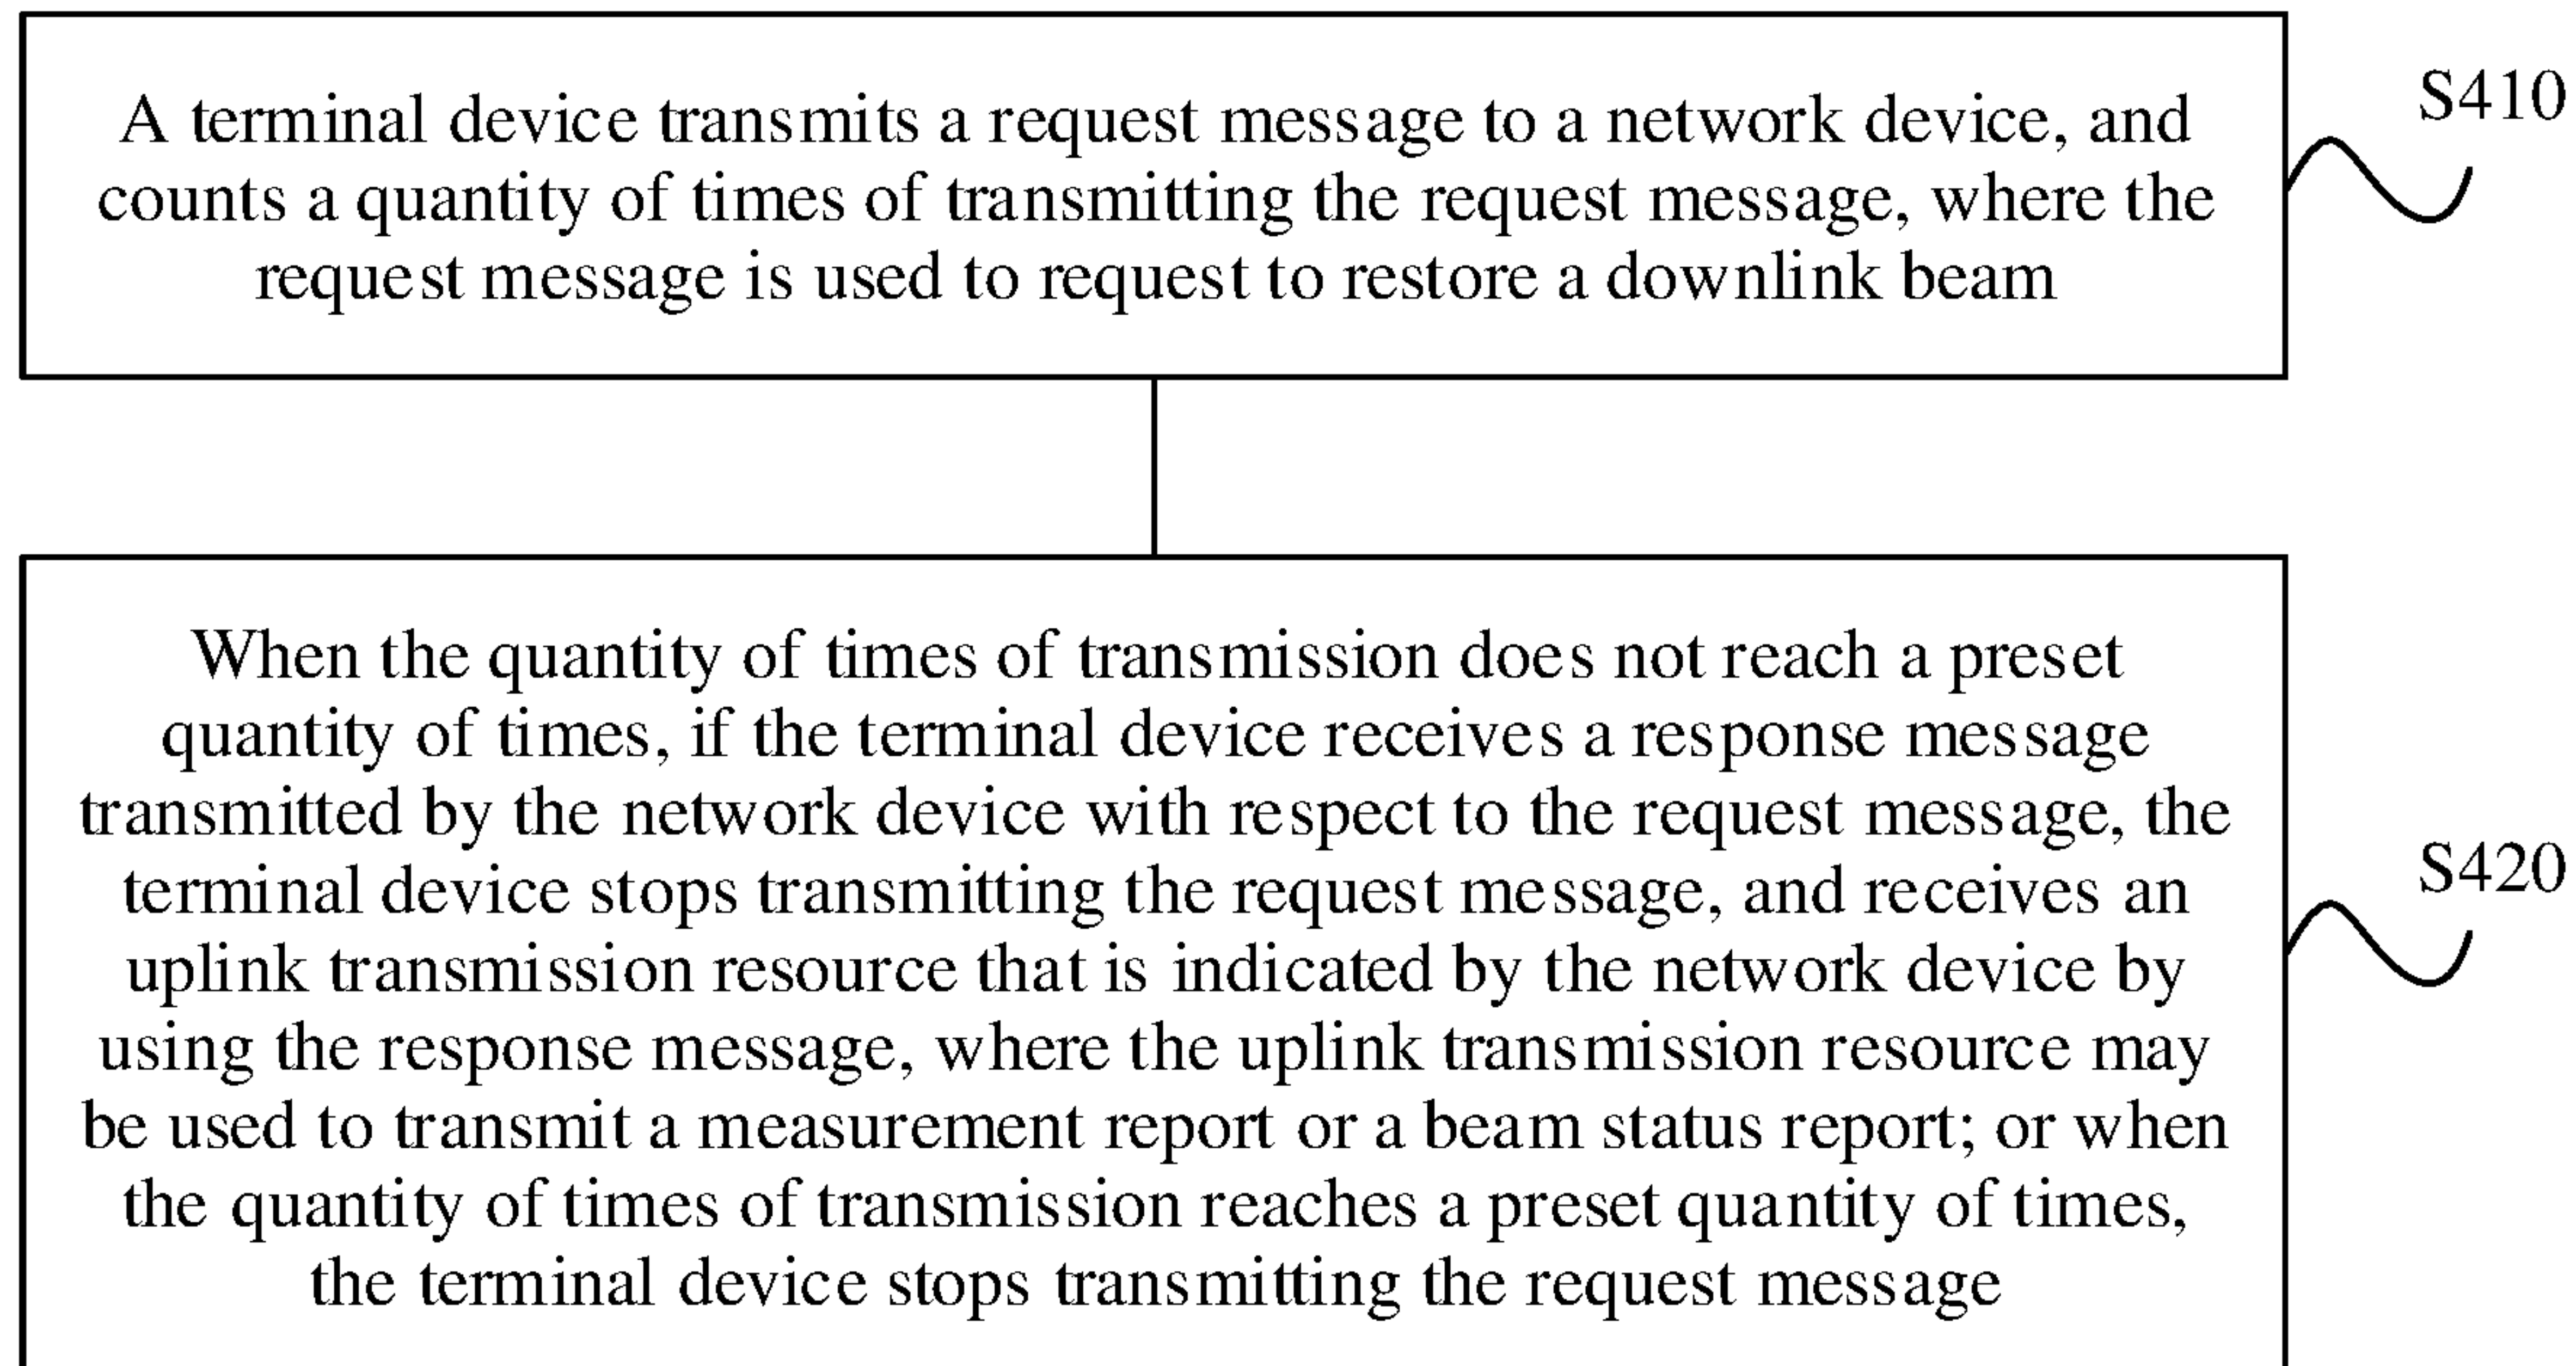 A terminal device transmits a request message to a network device, and
counts a quantity of times of transmitting the request message, where the
request message is used to request to restore a downlink beam
S410
When the quantity of times of transmission does not reach a preset
quantity of times, if the terminal device receives a response message
transmitted by the network device with respect to the request message, the
terminal device stops transmitting the request message, and receives an
uplink transmission resource that is indicated by the network device by
using the response message, where the uplink transmission resource may
be used to transmit a measurement report or a beam status report; or when
the quantity of times of transmission reaches a preset quantity of times,
the terminal device stops transmitting the request message
S420